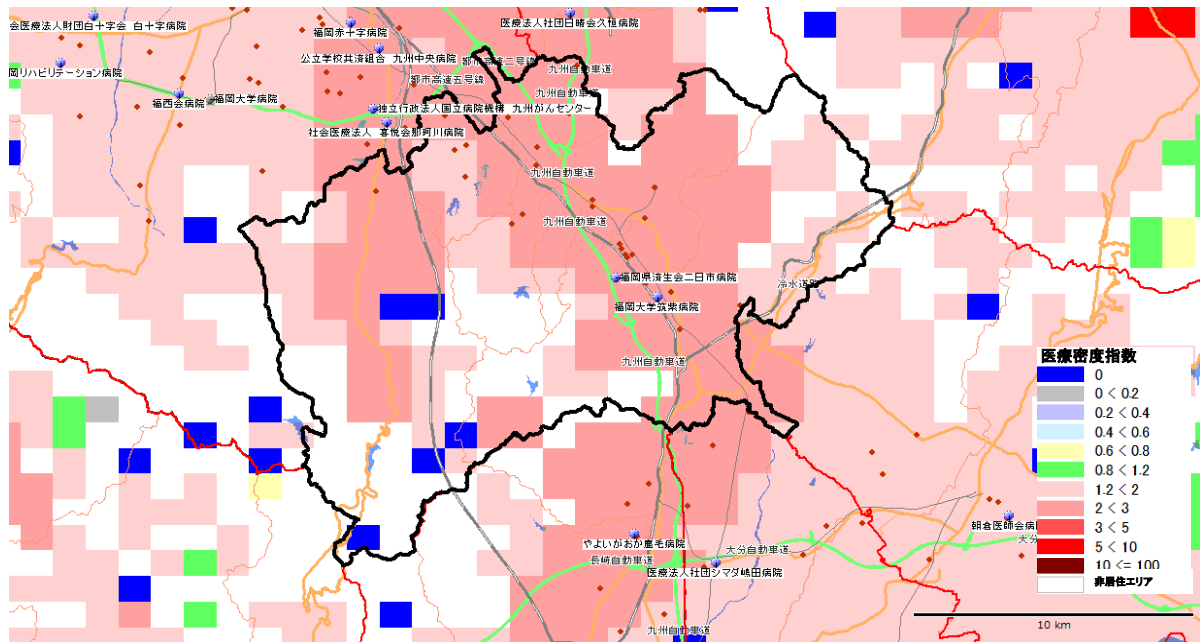 会医療法人財団白十字会 白十字病院
医療法人社団日晴会久恒病院
福岡赤十字病院
公立学校共済組合 九州中央病院
都市高速二号線
岡リハビリテーション病院
九州自動車道
都市高速五号線
福西会病院
福岡大学病院
九州自動車道
独立行政法人国立病院機構 九州がんセンター
社会医療法人 喜悦会那珂川病院
九州自動車道
九州自動車道
福岡県済生会二日市病院
冷水道路
福岡大学筑紫病院
九州自動車道
医療密度指数
0
0 < 0.2
0.2 < 0.4
0.4 < 0.6
0.6 < 0.8
0.8 < 1.2
1.2 < 2
2 < 3
3 < 5
5 < 10
10 <= 100
非居住エリア
朝倉医師会病
やよいがおか鹿毛病院
大分
大分自動車道
長崎自動車道
医療法人社団シマダ嶋田病院
10 km
九州自動車道